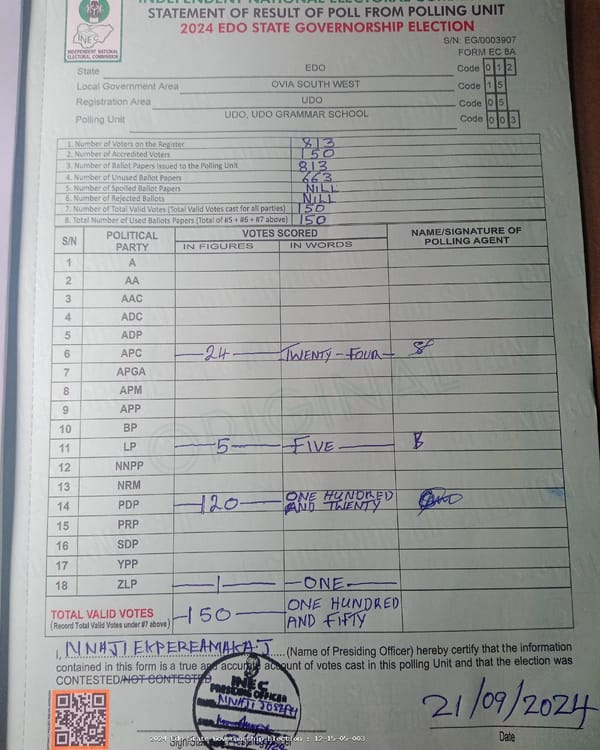 STATEMENT OF RESULT OF POLL FROM POLLING UNIT
2024 EDO STATE GOVERNORSHIP ELECTION
INEC
INDEPENDENT NATIONAL ELECTORAL COMMISSION
S/N: EG/0003907
FORM EC 8A
State EDO Code 0 1 2
Local Government Area OVIA SOUTH WEST Code 1 5
Registration Area UDO Code 0 5
Polling Unit UDO, UDO GRAMMAR SCHOOL Code 0 0 3
1. Number of Voters on the Register 813
2. Number of Accredited Voters 150
3. Number of Ballot Papers Issued to the Polling Unit 813
4. Number of Unused Ballot Papers 663
5. Number of Spoiled Ballot Papers NILL
6. Number of Rejected Ballots NILL
7. Number of Total Valid Votes (Total Valid Votes cast for all parties) 150
8. Total Number of Used Ballots Papers (Total of #5 + #6 + #7 above) 150
S/N POLITICAL PARTY VOTES SCORED NAME/SIGNATURE OF POLLING AGENT
IN FIGURES IN WORDS
1 A
2 AA
3 AAC
4 ADC
5 ADP
6 APC 24 TWENTY-FOUR
7 APGA
8 APM
9 APP
10 BP
11 LP 5 FIVE
12 NNPP
13 NRM
14 PDP 120 ONE HUNDRED AND TWENTY
15 PRP
16 SDP
17 YPP
18 ZLP 1 ONE
ORIGINAL
TOTAL VALID VOTES
(Record Total Valid Votes under #7 above) 150 ONE HUNDRED AND FIFTY
I, NNAJI EKPEREAMAKA J (Name of Presiding Officer) hereby certify that the information
contained in this form is a true and accurate account of votes cast in this polling Unit and that the election was
CONTESTED/NOT CONTESTED
INEC
PRESIDING OFFICER
NNAJI JOSEPH
21/09/2024
Date
2024 Edo State Governorship Election : 12-15-05-003